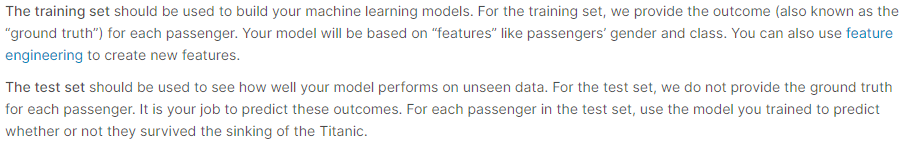 The training set should be used to build your machine learning models. For the training set, we provide the outcome (also known as the
“ground truth”) for each passenger. Your model will be based on “features” like passengers’ gender and class. You can also use feature
engineering to create new features.
The test set should be used to see how well your model performs on unseen data. For the test set, we do not provide the ground truth
for each passenger. It is your job to predict these outcomes. For each passenger in the test set, use the model you trained to predict
whether or not they survived the sinking of the Titanic.